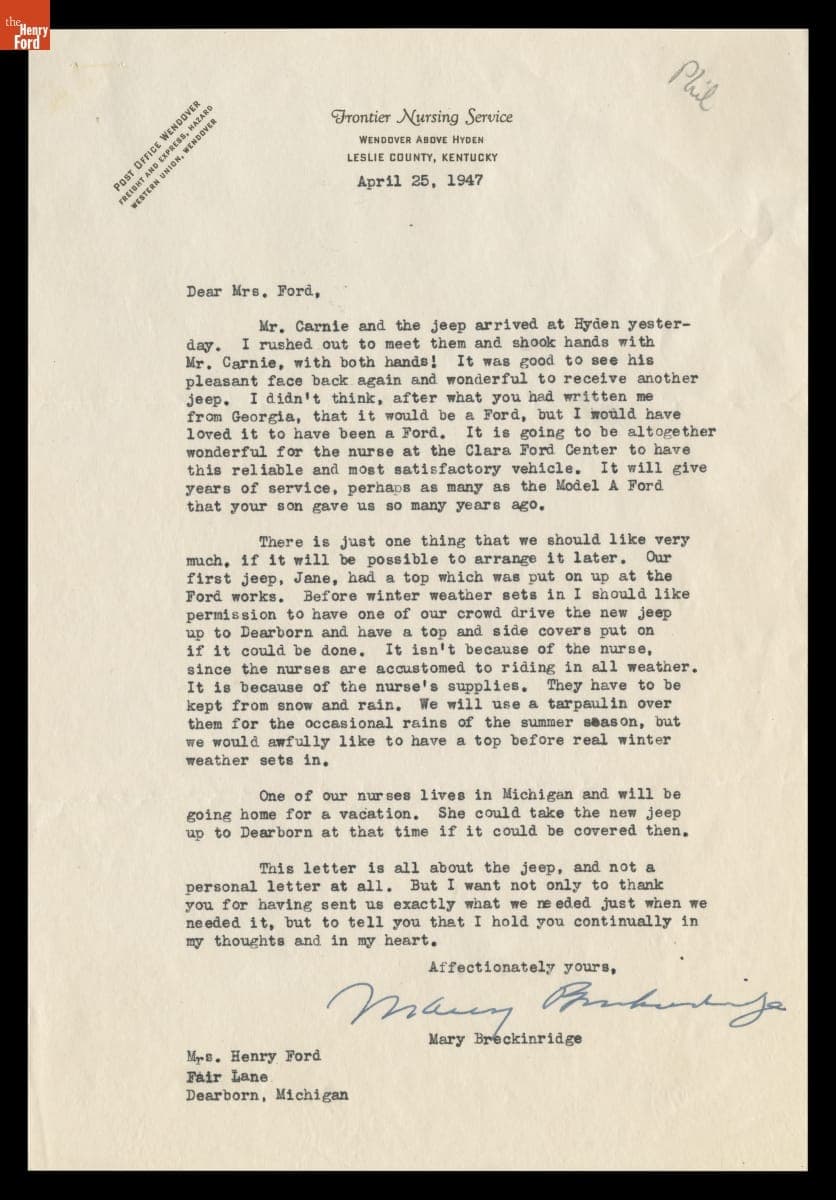 the
Henry
Ford
Phil
POST OFFICE WENDOVER
FREIGHT AND EXPRESS, HAZARD
WESTERN UNION, WENDOVER
Frontier Nursing Service
WENDOVER ABOVE HYDEN
LESLIE COUNTY, KENTUCKY
April 25, 1947
Dear Mrs. Ford,
Mr. Carnie and the jeep arrived at Hyden yester-
day. I rushed out to meet them and shook hands with
Mr. Carnie, with both hands! It was good to see his
pleasant face back again and wonderful to receive another
jeep. I didn't think, after what you had written me
from Georgia, that it would be a Ford, but I would have
loved it to have been a Ford. It is going to be altogether
wonderful for the nurse at the Clara Ford Center to have
this reliable and most satisfactory vehicle. It will give
years of service, perhaps as many as the Model A Ford
that your son gave us so many years ago.
There is just one thing that we should like very
much, if it will be possible to arrange it later. Our
first jeep, Jane, had a top which was put on up at the
Ford works. Before winter weather sets in I should like
permission to have one of our crowd drive the new jeep
up to Dearborn and have a top and side covers put on
if it could be done. It isn't because of the nurse,
since the nurses are accustomed to riding in all weather.
It is because of the nurse's supplies. They have to be
kept from snow and rain. We will use a tarpaulin over
them for the occasional rains of the summer season, but
we would awfully like to have a top before real winter
weather sets in.
One of our nurses lives in Michigan and will be
going home for a vacation. She could take the new jeep
up to Dearborn at that time if it could be covered then.
This letter is all about the jeep, and not a
personal letter at all. But I want not only to thank
you for having sent us exactly what we needed just when we
needed it, but to tell you that I hold you continually in
my thoughts and in my heart.
Affectionately yours,
Mary Breckinridge
Mary Breckinridge
Mrs. Henry Ford
Fair Lane
Dearborn, Michigan